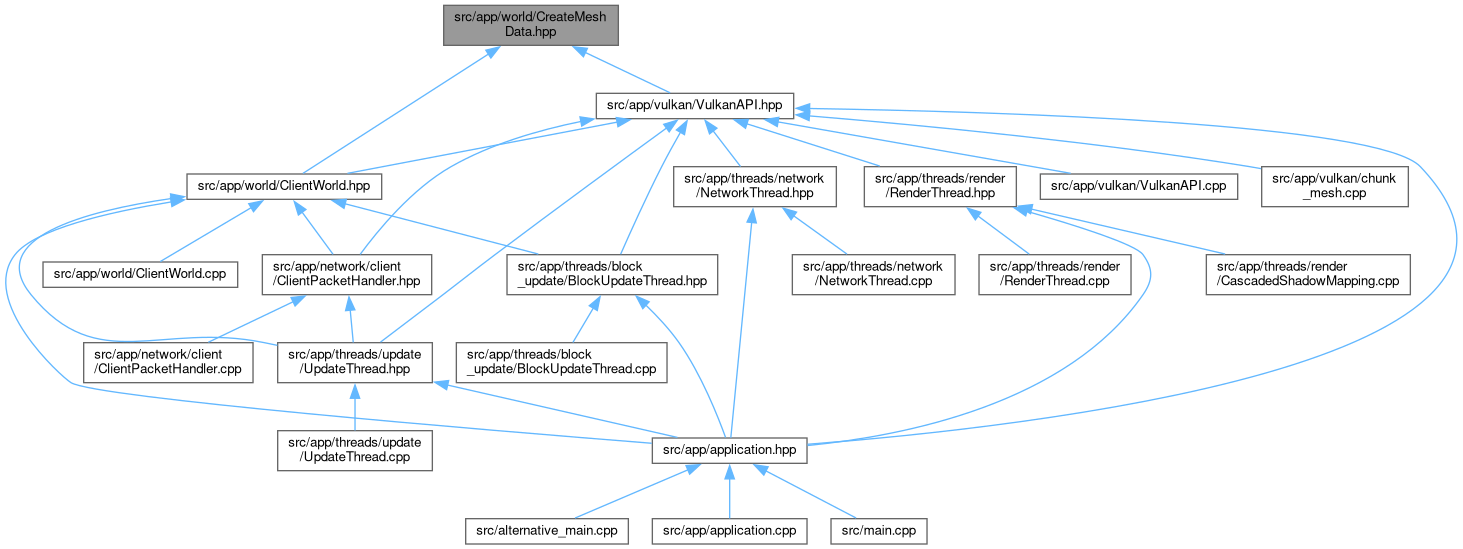 src/app/world/CreateMesh
Data.hpp
src/app/vulkan/VulkanAPI.hpp
src/app/world/ClientWorld.hpp
src/app/threads/network
/NetworkThread.hpp
src/app/threads/render
/RenderThread.hpp
src/app/vulkan/VulkanAPI.cpp
src/app/vulkan/chunk
_mesh.cpp
src/app/world/ClientWorld.cpp
src/app/network/client
/ClientPacketHandler.hpp
src/app/threads/block
_update/BlockUpdateThread.hpp
src/app/threads/network
/NetworkThread.cpp
src/app/threads/render
/RenderThread.cpp
src/app/threads/render
/CascadedShadowMapping.cpp
src/app/network/client
/ClientPacketHandler.cpp
src/app/threads/update
/UpdateThread.hpp
src/app/threads/block
_update/BlockUpdateThread.cpp
src/app/threads/update
/UpdateThread.cpp
src/app/application.hpp
src/alternative_main.cpp
src/app/application.cpp
src/main.cpp